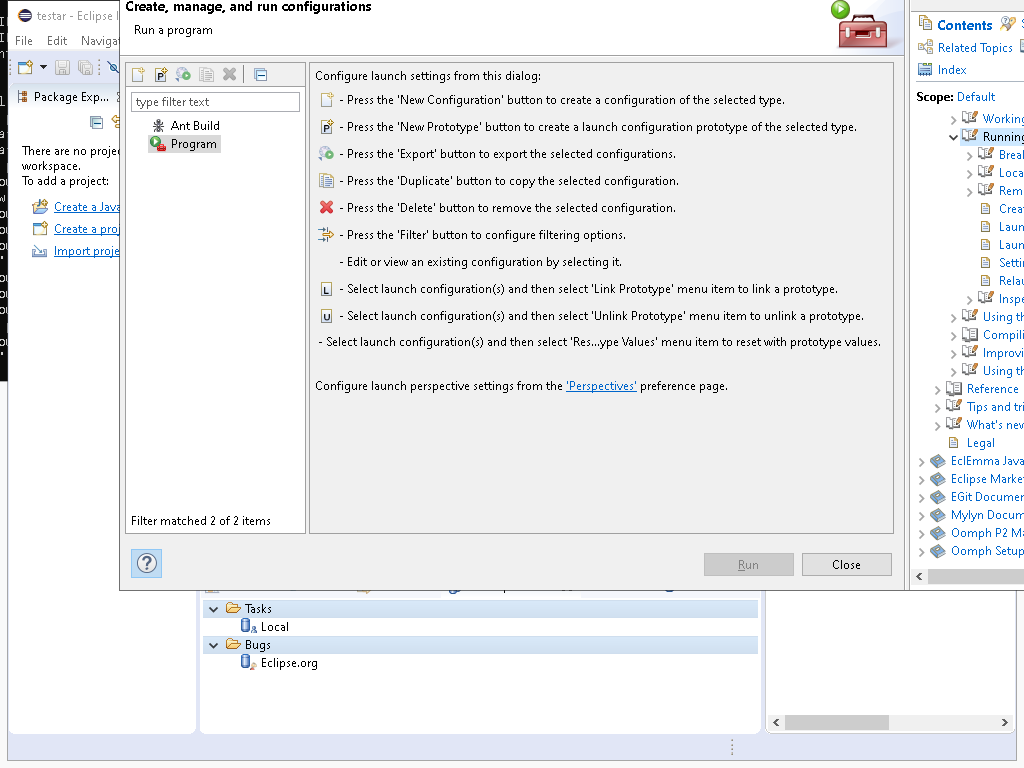 Create, manage, and run configurations
Run a program
testar - Eclipse I
File Edit Naviga
Package Exp...
There are no proje
workspace.
To add a project:
Create a Java
Create a proj
Import proje
type filter text
Ant Build
Program
Filter matched 2 of 2 items
Configure launch settings from this dialog:
- Press the 'New Configuration' button to create a configuration of the selected type.
- Press the 'New Prototype' button to create a launch configuration prototype of the selected type.
- Press the 'Export' button to export the selected configurations.
- Press the 'Duplicate' button to copy the selected configuration.
- Press the 'Delete' button to remove the selected configuration.
- Press the 'Filter' button to configure filtering options.
- Edit or view an existing configuration by selecting it.
L - Select launch configuration(s) and then select 'Link Prototype' menu item to link a prototype.
U - Select launch configuration(s) and then select 'Unlink Prototype' menu item to unlink a prototype.
- Select launch configuration(s) and then select 'Res...ype Values' menu item to reset with prototype values.
Configure launch perspective settings from the 'Perspectives' preference page.
Run Close
Contents
Related Topics
Index
Scope: Default
Working
Running
Brea
Loca
Rem
Crea
Laun
Laun
Setti
Rela
Inspe
Using th
Compili
Improvi
Using th
Reference
Tips and tri
What's new
Legal
EclEmma Java
Eclipse Marke
EGit Documen
Mylyn Docum
Oomph P2 Ma
Oomph Setup
Tasks
Local
Bugs
Eclipse.org